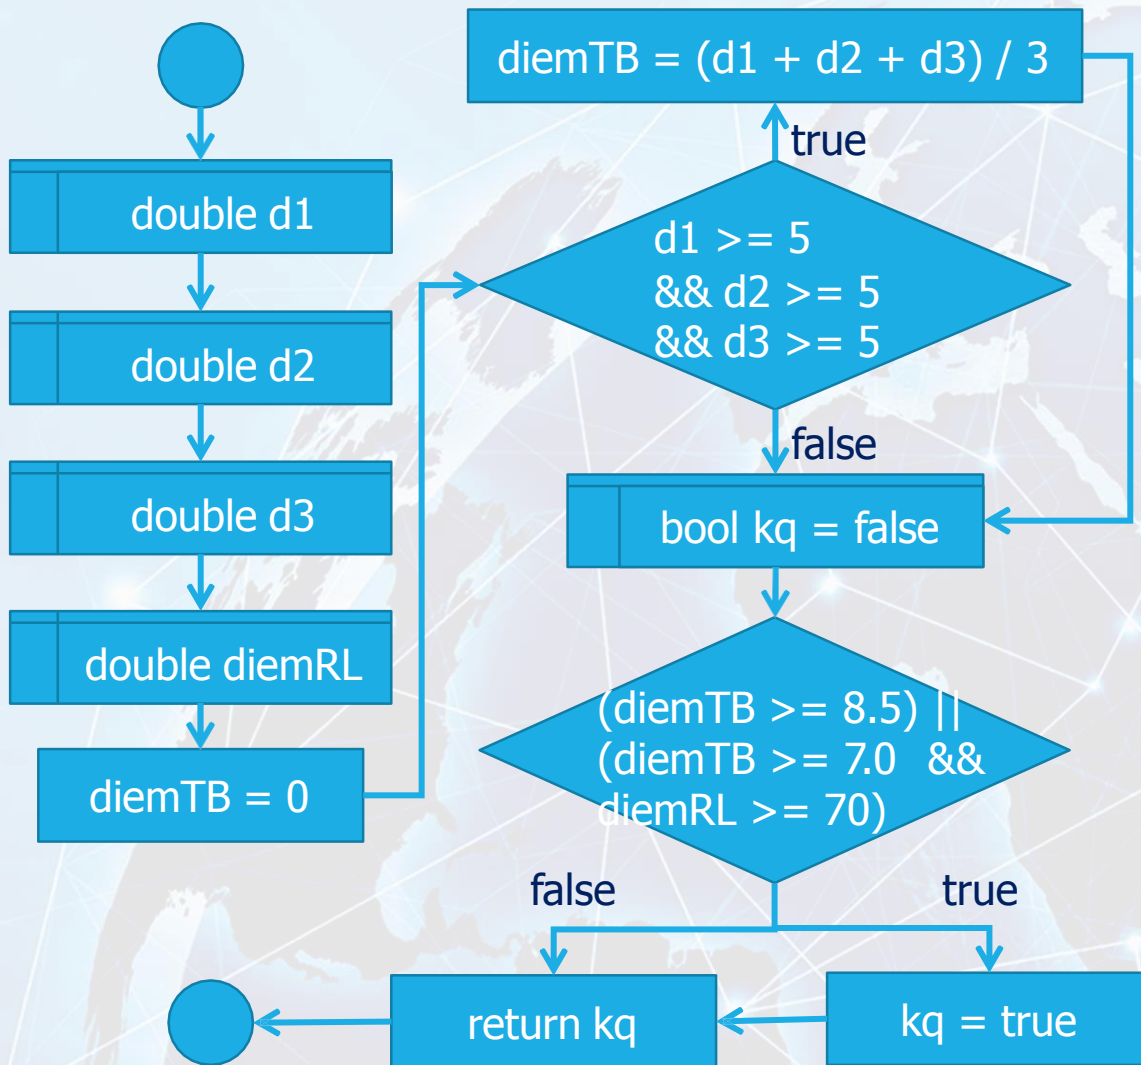 double d1
double d2
double d3
double diemRL
diemTB = 0
diemTB = (d1 + d2 + d3) / 3
true
d1 >= 5
&& d2 >= 5
&& d3 >= 5
false
bool kq = false
(diemTB >= 8.5) ||
(diemTB >= 7.0 &&
diemRL >= 70)
false
true
return kq
kq = true